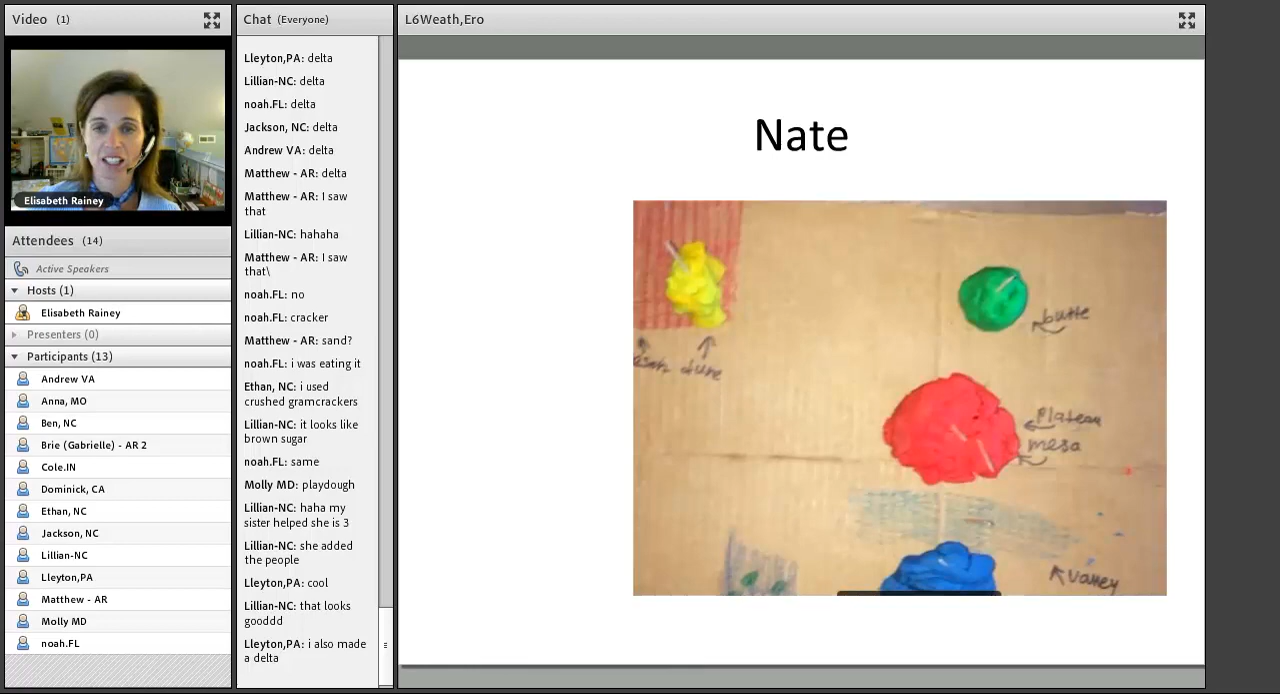 Video (1)
Elisabeth Rainey
Attendees (14)
Active Speakers
Hosts (1)
Elisabeth Rainey
Presenters (0)
Participants (13)
Andrew VA
Anna, MO
Ben, NC
Brie (Gabrielle) - AR 2
Cole.IN
Dominick, CA
Ethan, NC
Jackson, NC
Lillian-NC
Lleyton,PA
Matthew - AR
Molly MD
noah.FL
Chat (Everyone)
Lleyton,PA: delta
Lillian-NC: delta
noah.FL: delta
Jackson, NC: delta
Andrew VA: delta
Matthew - AR: delta
Matthew - AR: I saw
that
Lillian-NC: hahaha
Matthew - AR: I saw
that\
noah.FL: no
noah.FL: cracker
Matthew - AR: sand?
noah.FL: i was eating it
Ethan, NC: i used
crushed gramcrackers
Lillian-NC: it looks like
brown sugar
noah.FL: same
Molly MD: playdough
Lillian-NC: haha my
sister helped she is 3
Lillian-NC: she added
the people
Lleyton,PA: cool
Lillian-NC: that looks
gooddd
Lleyton,PA: i also made
a delta
L6Weath,Ero
Nate
butte
dune
Plateau
mesa
valley